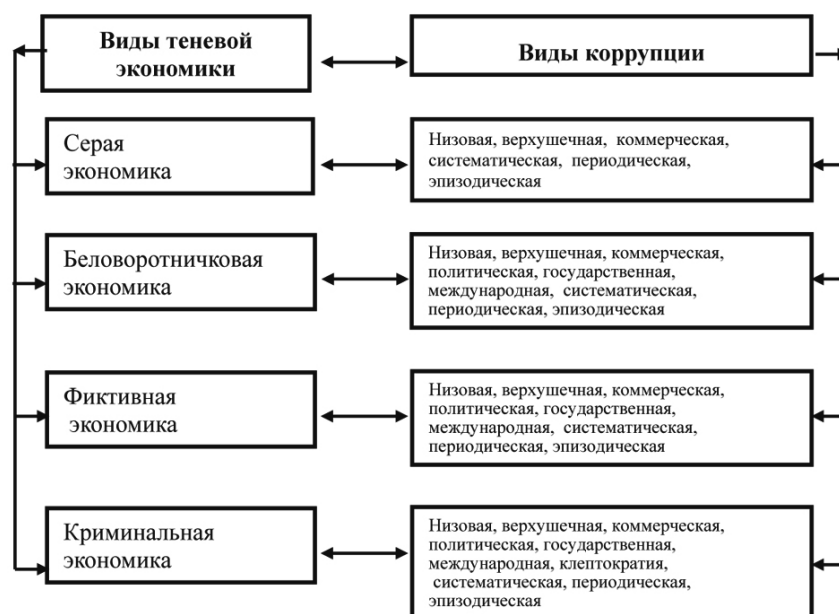 Виды теневой
экономики
Виды коррупции
Серая
экономика
Низовая, верхушечная, коммерческая,
систематическая, периодическая,
эпизодическая
Беловоротничковая
экономика
Низовая, верхушечная, коммерческая,
политическая, государственная,
международная, систематическая,
периодическая, эпизодическая
Фиктивная
экономика
Низовая, верхушечная, коммерческая,
политическая, государственная,
международная, систематическая,
периодическая, эпизодическая
Криминальная
экономика
Низовая, верхушечная, коммерческая,
политическая, государственная,
международная, клептократия,
систематическая, периодическая,
эпизодическая